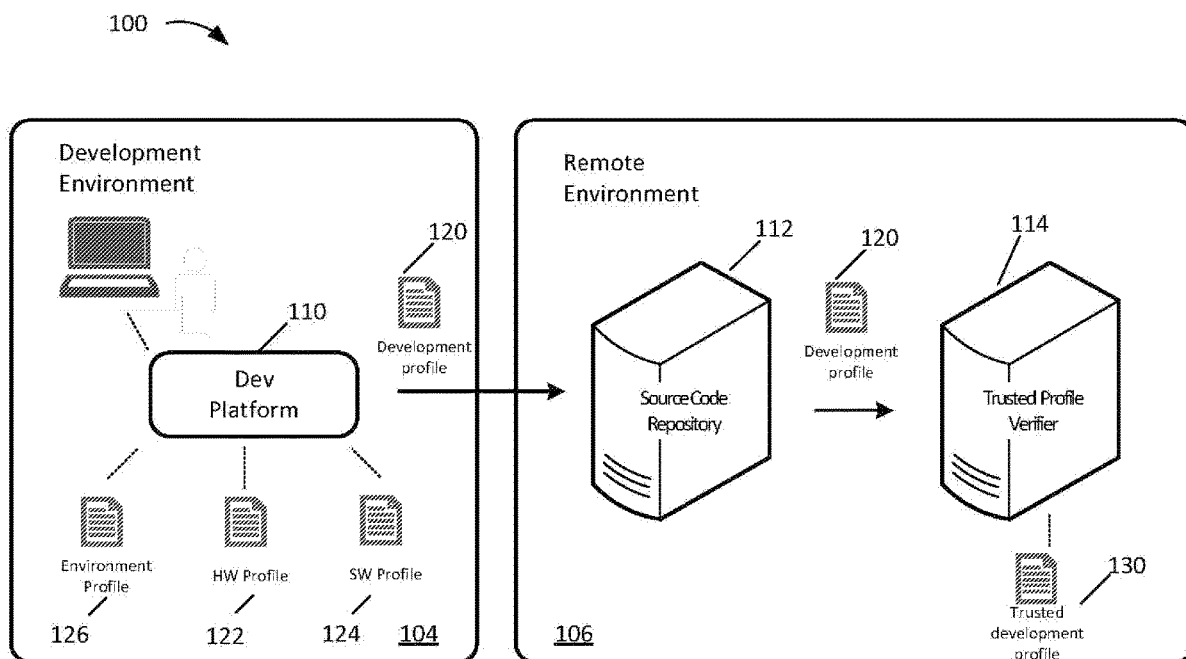 100
Development
Environment
120
Development
profile
110
Dev
Platform
Environment
Profile
HW Profile
SW Profile
126
122
124
104
Remote
Environment
112
120
114
Source Code
Repository
Development
profile
Trusted Profile
Verifier
130
Trusted
development
profile
106